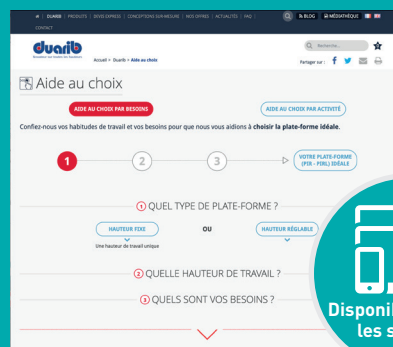 DUARIB | PRODUITS | DEVIS EXPRESS | CONCEPTIONS SUR-MESURE | NOS OFFRES | ACTUALITÉS | FAQ |
BLOG
MÉDIATHÈQUE
CONTACT
duarib
Accueil > Duarib > Aide au choix
Recherche...
Partager sur :
Aide au choix
AIDE AU CHOIX PAR BESOINS
AIDE AU CHOIX PAR ACTIVITÉ
Confiez-nous vos habitudes de travail et vos besoins pour que nous vous aidions à choisir la plate-forme idéale.
1
2
3
VOTRE PLATE-FORME
(PIR - PIRL) IDÉALE
1 QUEL TYPE DE PLATE-FORME ?
HAUTEUR FIXE
OU
HAUTEUR RÉGLABLE
Une hauteur de travail unique
2 QUELLE HAUTEUR DE TRAVAIL ?
3 QUELS SONT VOS BESOINS ?
Disponib
les s